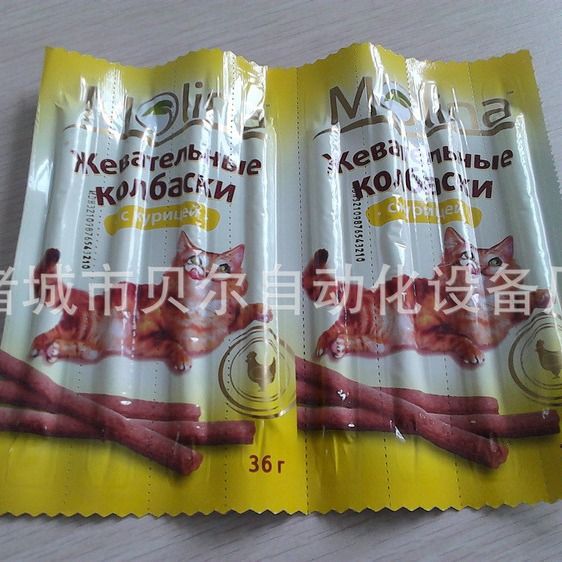 Molina
Жевательные
колбаски
с курицей
36 г
Molina
Жевательные
колбаски
с курицей
诸城市贝尔自动化设备厂